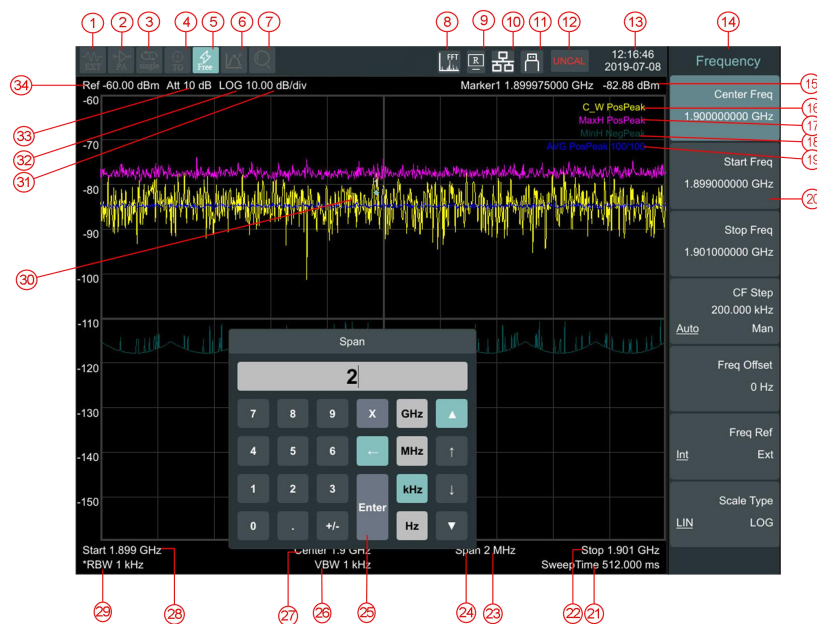 1 2 3 4 5 6 7 8 9 10 11 12 13 14
EXT PA single TG Free FFT R UNCAL 12:16:46
2019-07-08
Frequency
34 Ref -60.00 dBm Att 10 dB LOG 10.00 dB/div Marker1 1.899975000 GHz -82.88 dBm 15
-60
C_W PosPeak 16
MaxH PosPeak 17
MinH NegPeak 18
AvG PosPeak 100/100 19
33
32
31
-70
-80
-90
30
-100
-110
-120
-130
-140
-150
Center Freq
1.900000000 GHz
Start Freq
1.899000000 GHz
20
Stop Freq
1.901000000 GHz
CF Step
200.000 kHz
Auto Man
Freq Offset
0 Hz
Freq Ref
Int Ext
Scale Type
LIN LOG
Span
2
7 8 9 X GHz ▲
4 5 6 ← MHz ↑
1 2 3 Enter kHz ↓
0 . +/- Hz ▼
Start 1.899 GHz Center 1.9 GHz Span 2 MHz Stop 1.901 GHz
*RBW 1 kHz VBW 1 kHz SweepTime 512.000 ms
29 28 27 26 25 24 23 22 21